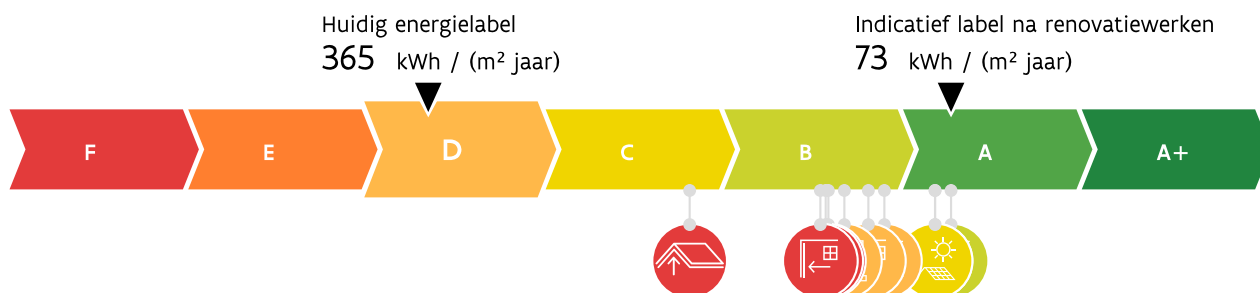 Huidig energielabel
365 kWh / (m² jaar)
Indicatief label na renovatiewerken
73 kWh / (m² jaar)
F E D C B A A+